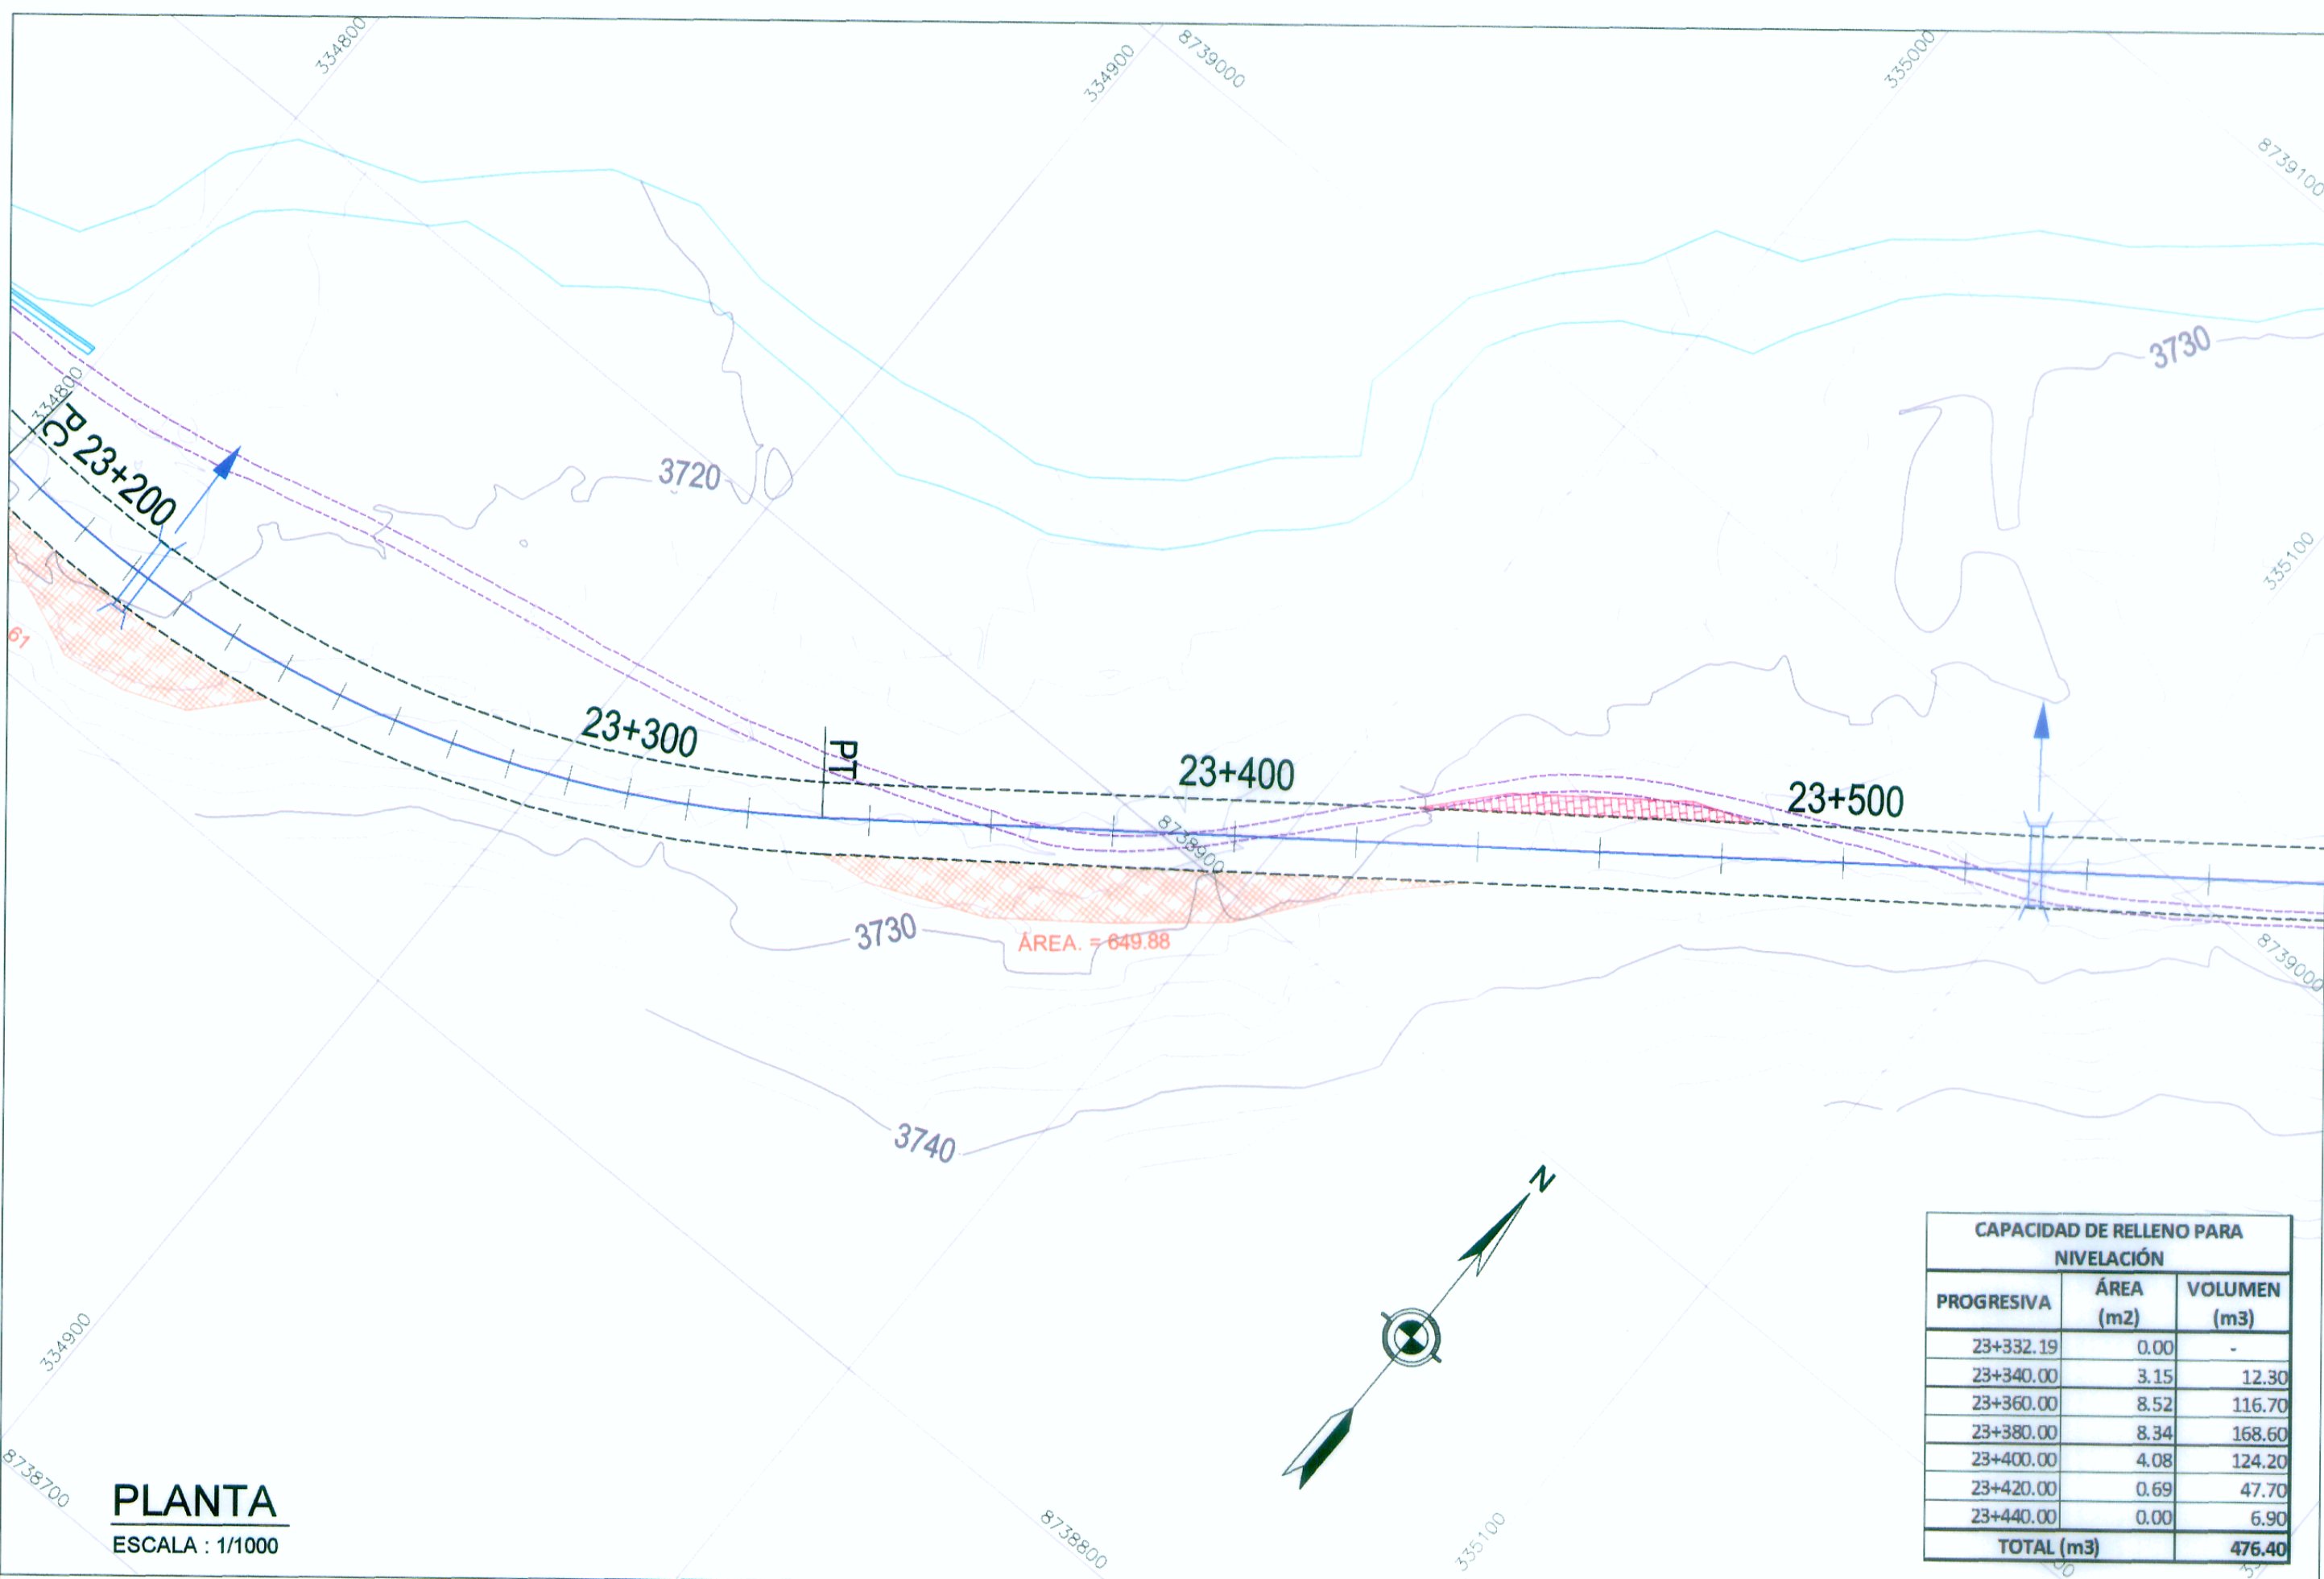 334800
334900
8739000
335000
8739100
334800
PC
23+200
3720
3730
335100
61
23+300
PT
23+400
8738900
23+500
3730
ÁREA. = 649.88
8739000
3740
N
334900
8738700
PLANTA
ESCALA : 1/1000
8738800
335100
CAPACIDAD DE RELLENO PARA
NIVELACIÓN
PROGRESIVA ÁREA (m2) VOLUMEN (m3)
23+332.19 0.00 -
23+340.00 3.15 12.30
23+360.00 8.52 116.70
23+380.00 8.34 168.60
23+400.00 4.08 124.20
23+420.00 0.69 47.70
23+440.00 0.00 6.90
TOTAL (m3) 476.40